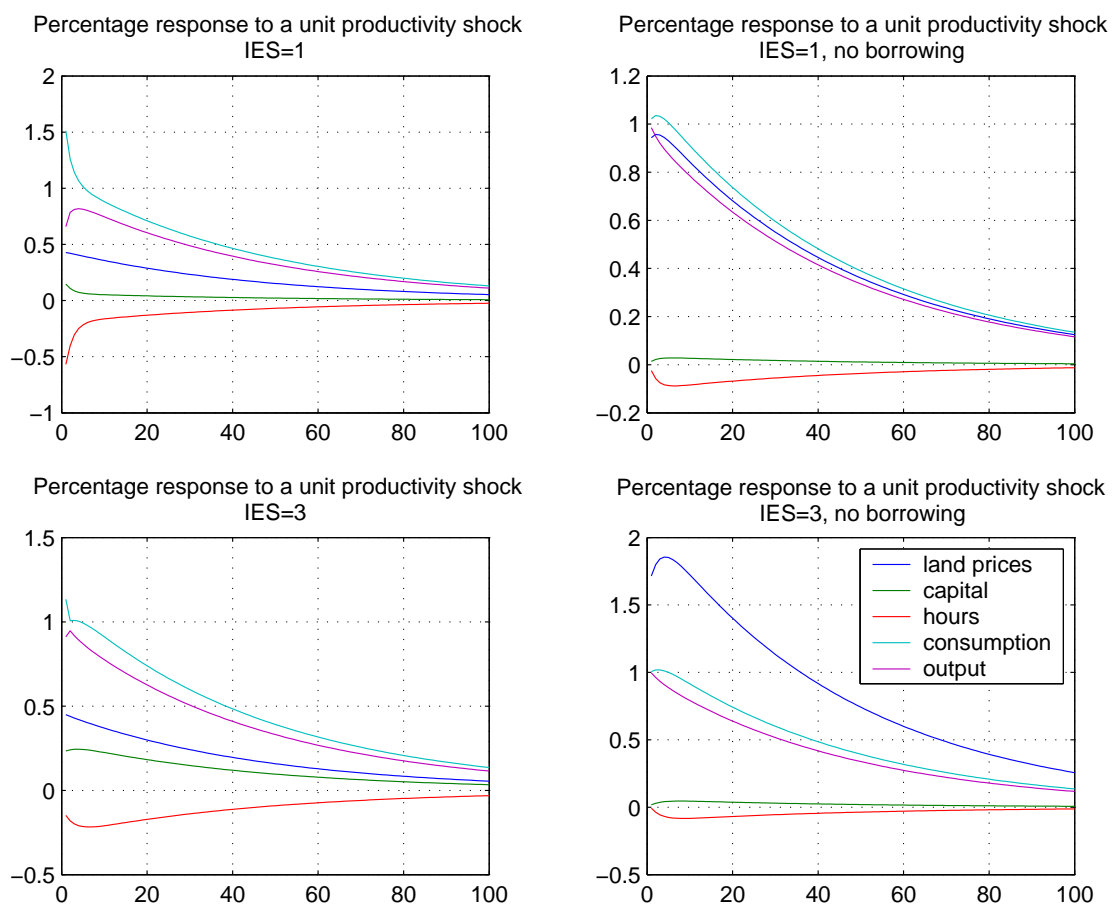 Percentage response to a unit productivity shock
IES=1
2
1.5
1
0.5
0
−0.5
−1
0 20 40 60 80 100
Percentage response to a unit productivity shock
IES=1, no borrowing
1.2
1
0.8
0.6
0.4
0.2
0
−0.2
0 20 40 60 80 100
Percentage response to a unit productivity shock
IES=3
1.5
1
0.5
0
−0.5
0 20 40 60 80 100
Percentage response to a unit productivity shock
IES=3, no borrowing
2
1.5
1
0.5
0
−0.5
0 20 40 60 80 100
land prices
capital
hours
consumption
output